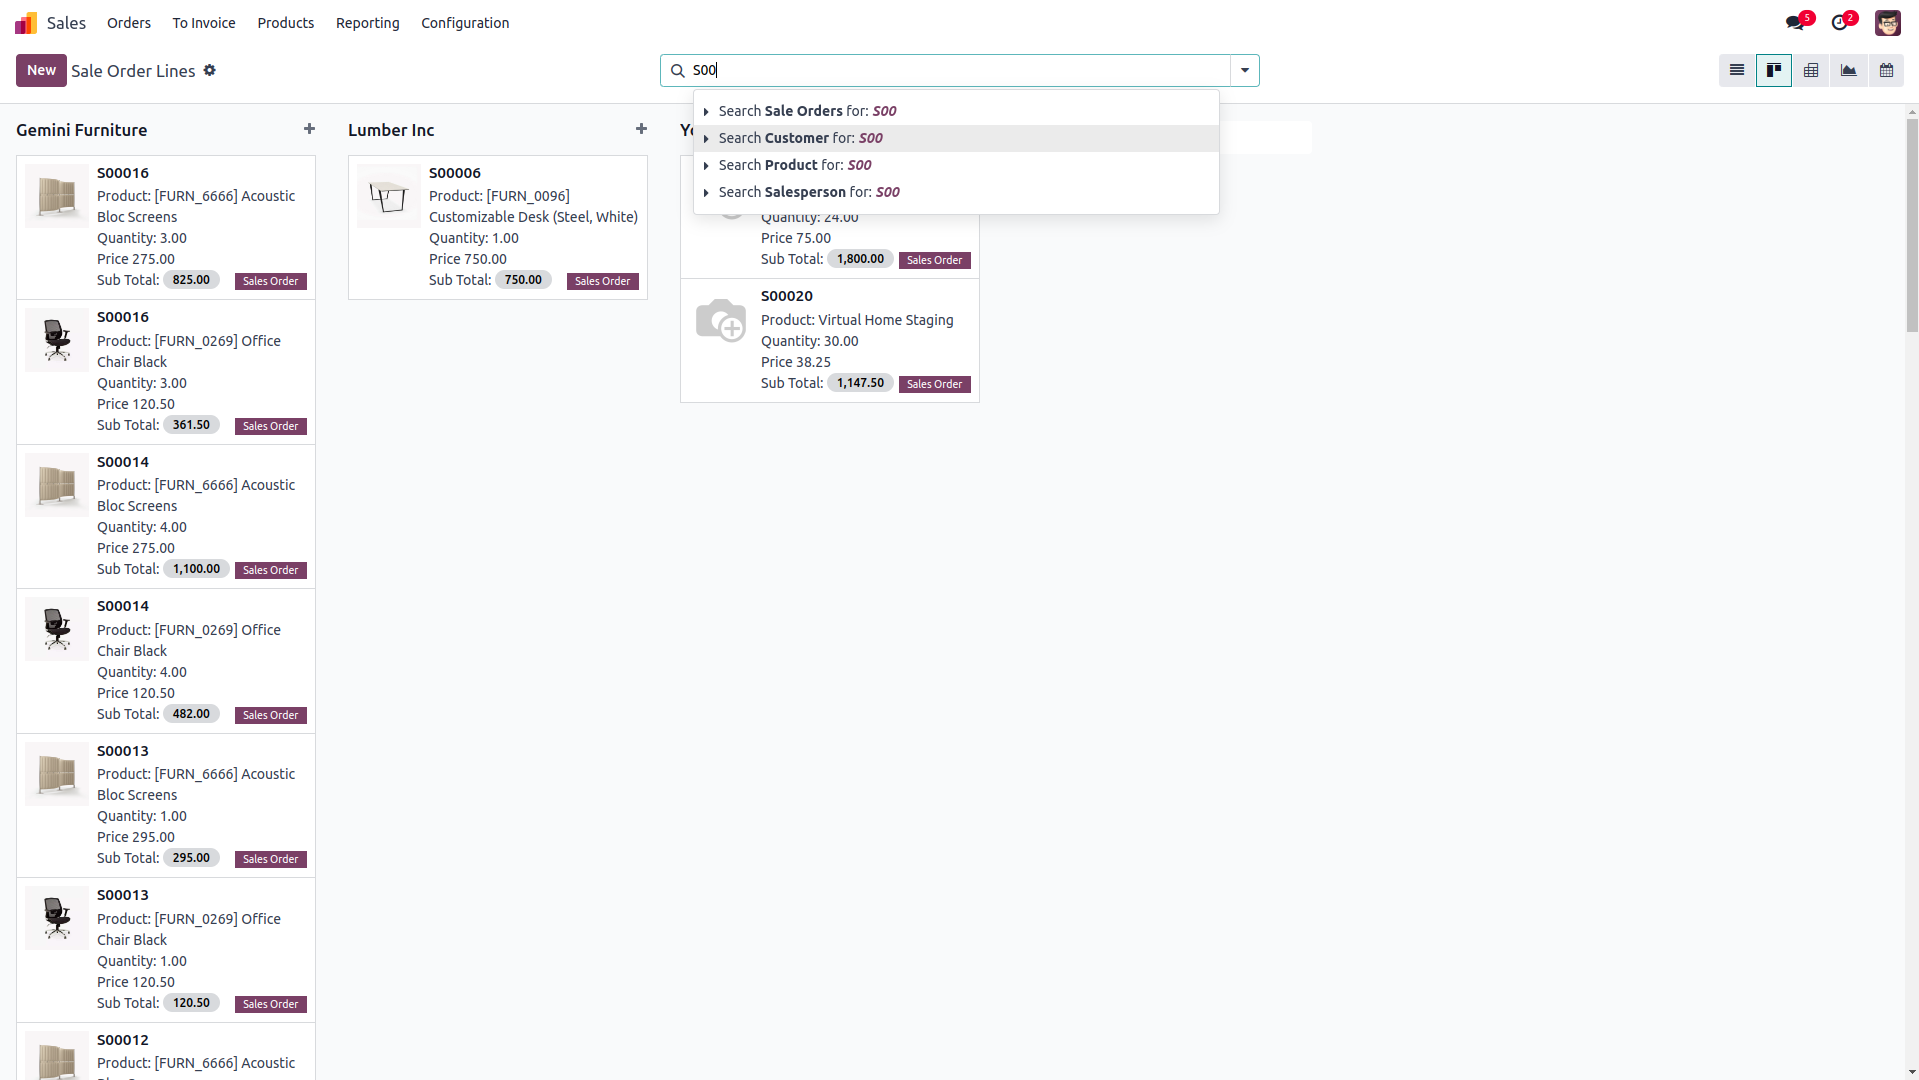 Sales
Orders
To Invoice
Products
Reporting
Configuration
5
2
New
Sale Order Lines
S00
Search Sale Orders for: S00
Search Customer for: S00
Search Product for: S00
Search Salesperson for: S00
Gemini Furniture
S00016
Product: [FURN_6666] Acoustic
Bloc Screens
Quantity: 3.00
Price 275.00
Sub Total: 825.00
Sales Order
S00016
Product: [FURN_0269] Office
Chair Black
Quantity: 3.00
Price 120.50
Sub Total: 361.50
Sales Order
S00014
Product: [FURN_6666] Acoustic
Bloc Screens
Quantity: 4.00
Price 275.00
Sub Total: 1,100.00
Sales Order
S00014
Product: [FURN_0269] Office
Chair Black
Quantity: 4.00
Price 120.50
Sub Total: 482.00
Sales Order
S00013
Product: [FURN_6666] Acoustic
Bloc Screens
Quantity: 1.00
Price 295.00
Sub Total: 295.00
Sales Order
S00013
Product: [FURN_0269] Office
Chair Black
Quantity: 1.00
Price 120.50
Sub Total: 120.50
Sales Order
S00012
Product: [FURN_6666] Acoustic
Lumber Inc
S00006
Product: [FURN_0096]
Customizable Desk (Steel, White)
Quantity: 1.00
Price 750.00
Sub Total: 750.00
Sales Order
Quantity: 24.00
Price 75.00
Sub Total: 1,800.00
Sales Order
S00020
Product: Virtual Home Staging
Quantity: 30.00
Price 38.25
Sub Total: 1,147.50
Sales Order